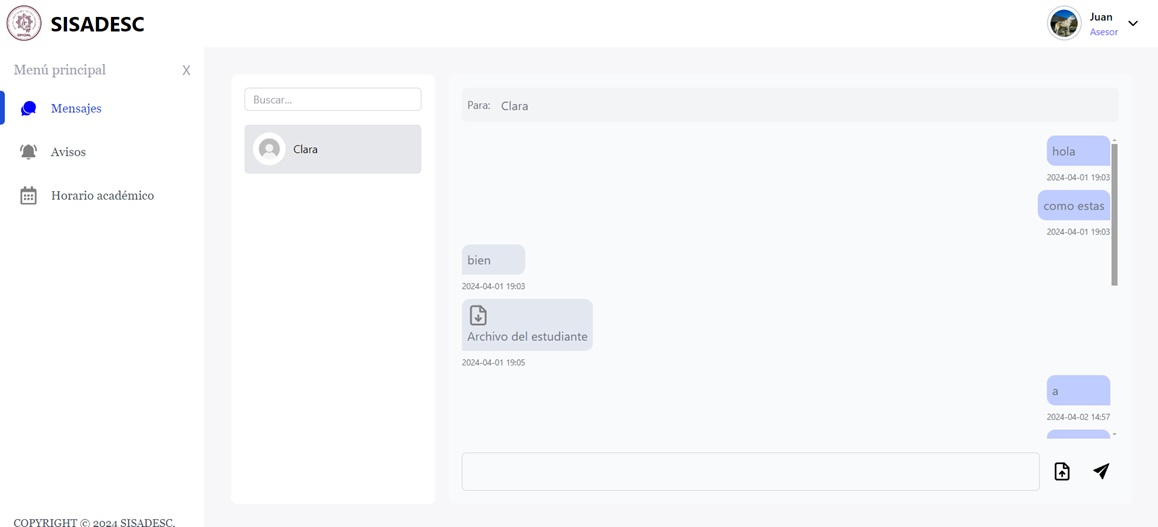 SISADESC
Juan
Asesor
Menú principal
X
Mensajes
Avisos
Horario académico
Buscar...
Clara
Para: Clara
hola
2024-04-01 19:03
como estas
2024-04-01 19:03
bien
2024-04-01 19:03
Archivo del estudiante
2024-04-01 19:05
a
2024-04-02 14:57
COPYRIGHT © 2024 SISADESC.